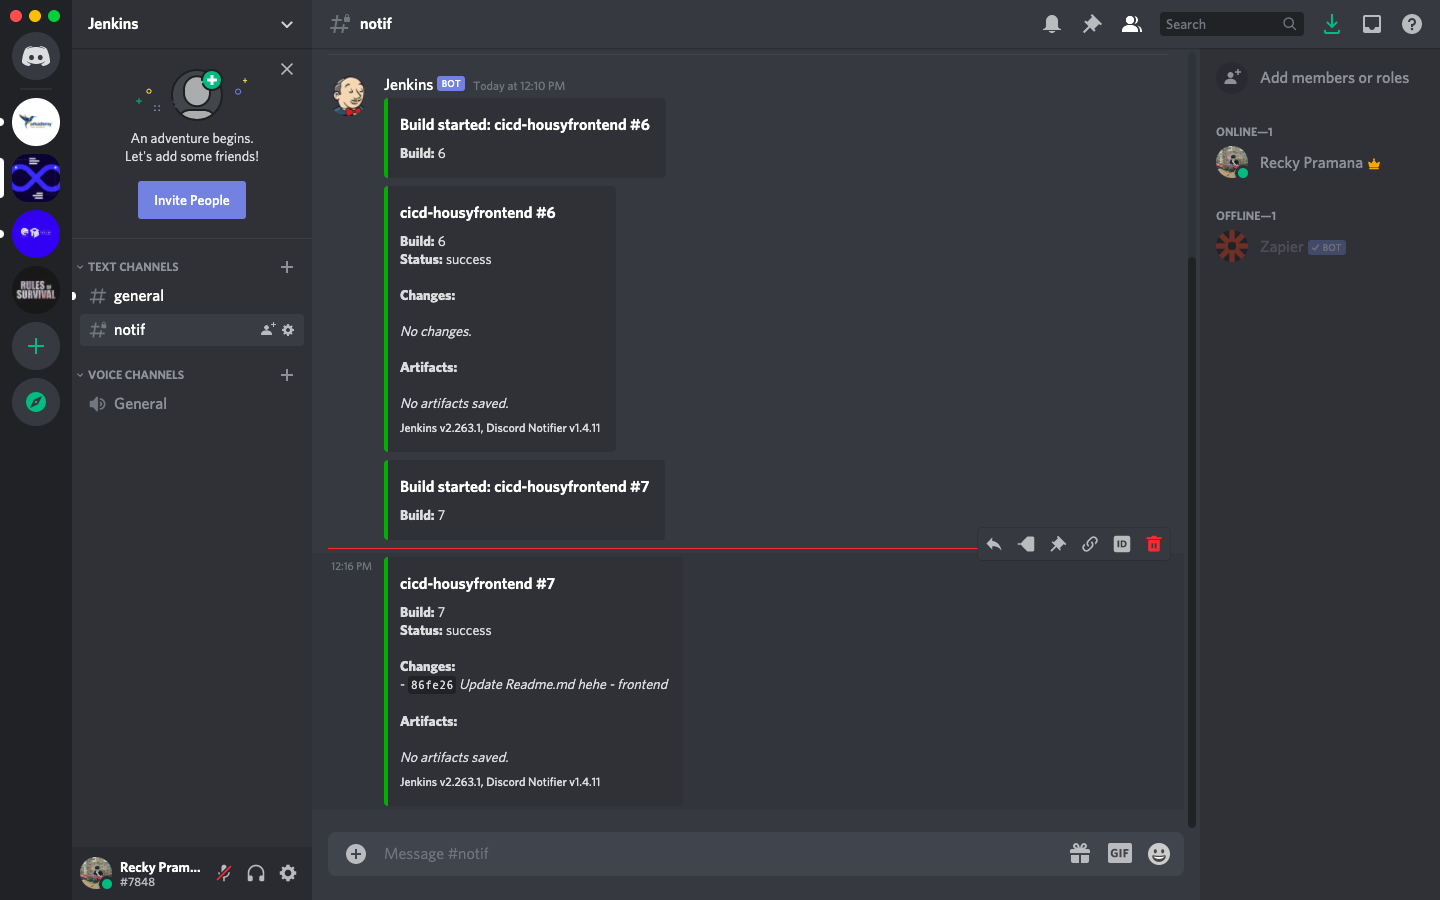 Jenkins
An adventure begins.
Let's add some friends!
Invite People
TEXT CHANNELS
general
notif
VOICE CHANNELS
General
RULES OF
SURVIVAL
Recky Pram...
#7848
notif
Search
Jenkins BOT Today at 12:10 PM
Build started: cicd-housyfrontend #6
Build: 6
cicd-housyfrontend #6
Build: 6
Status: success
Changes:
No changes.
Artifacts:
No artifacts saved.
Jenkins v2.263.1, Discord Notifier v1.4.11
Build started: cicd-housyfrontend #7
Build: 7
ID
12:16 PM
cicd-housyfrontend #7
Build: 7
Status: success
Changes:
- 86fe26 Update Readme.md hehe - frontend
Artifacts:
No artifacts saved.
Jenkins v2.263.1, Discord Notifier v1.4.11
Message #notif
GIF
Add members or roles
ONLINE—1
Recky Pramana
OFFLINE—1
Zapier BOT